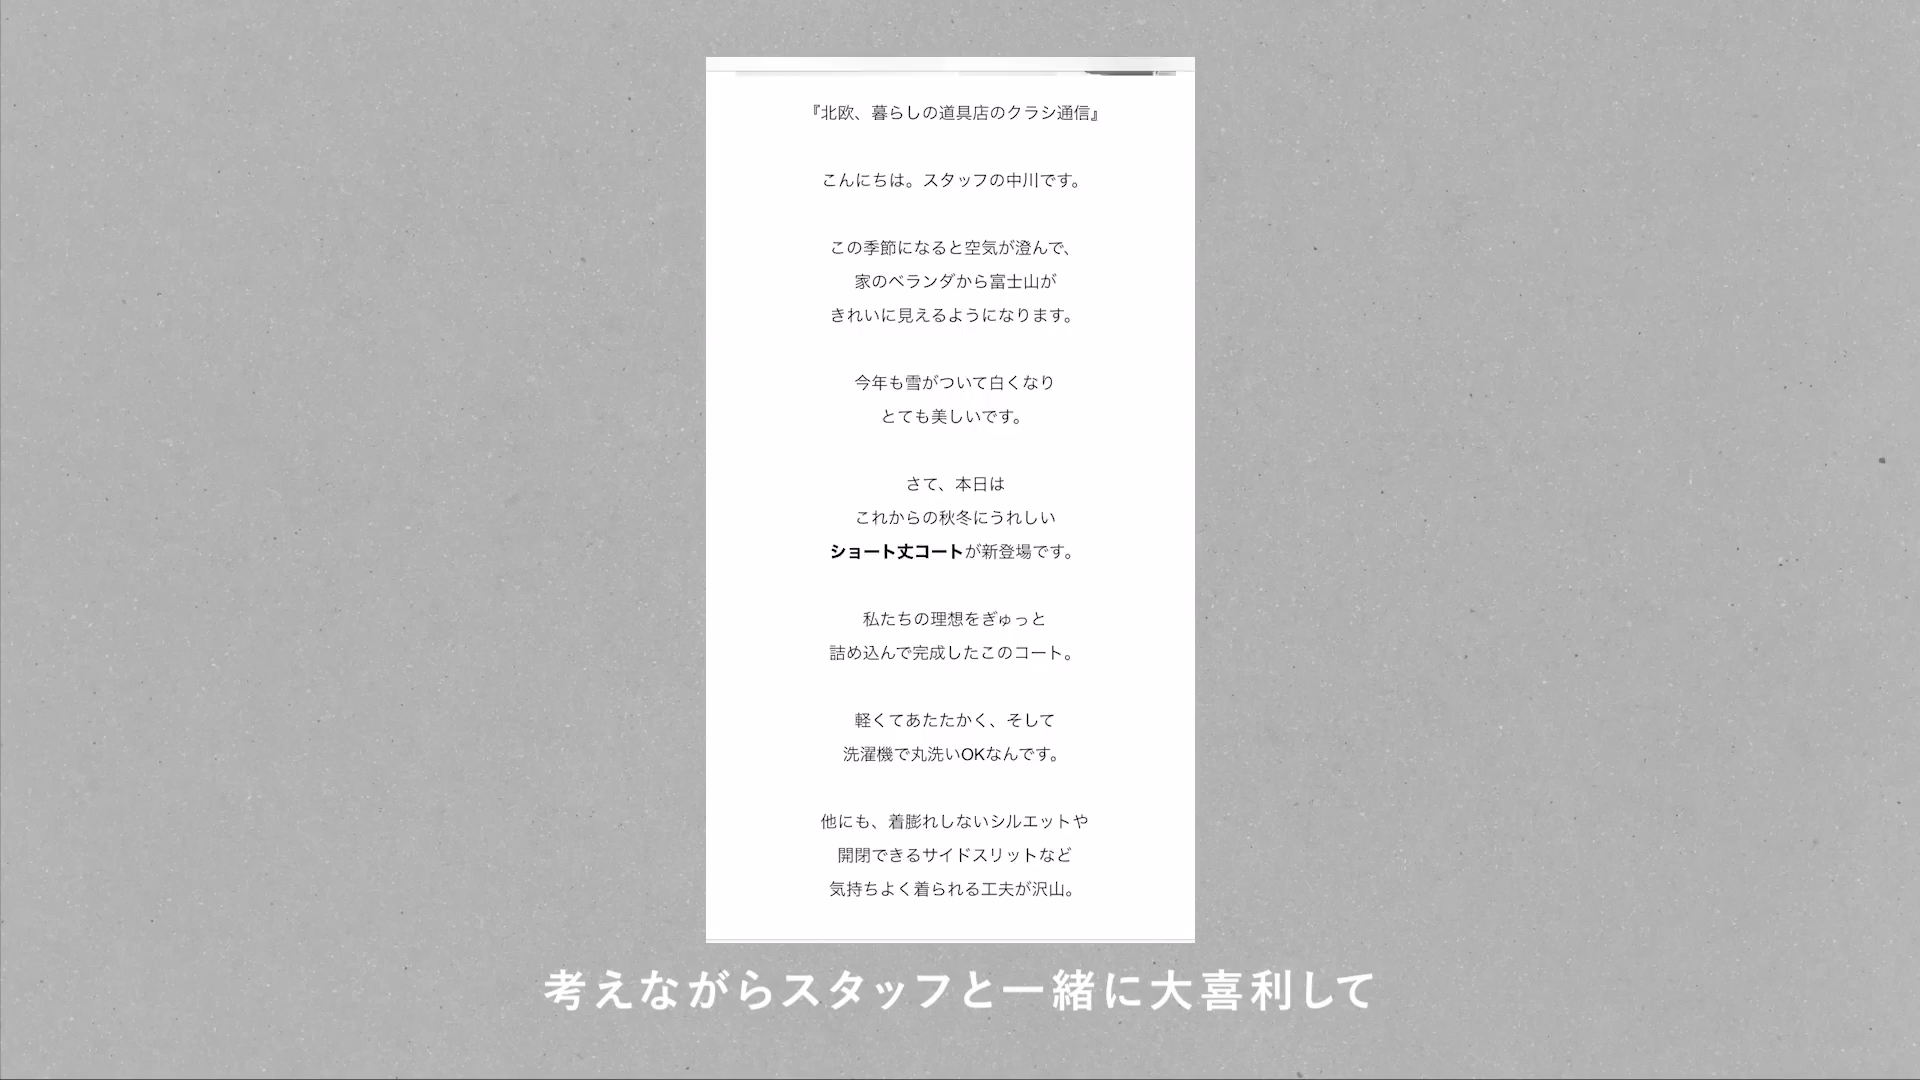 『北欧、暮らしの道具店のクラシ通信』
こんにちは。スタッフの中川です。
この季節になると空気が澄んで、
家のベランダから富士山が
きれいに見えるようになります。
今年も雪がついて白くなり
とても美しいです。
さて、本日は
これからの秋冬にうれしい
ショート丈コートが新登場です。
私たちの理想をぎゅっと
詰め込んで完成したこのコート。
軽くてあたたかく、そして
洗濯機で丸洗いOKなんです。
他にも、着膨れしないシルエットや
開閉できるサイドスリットなど
気持ちよく着られる工夫が沢山。
考えながらスタッフと一緒に大喜利して